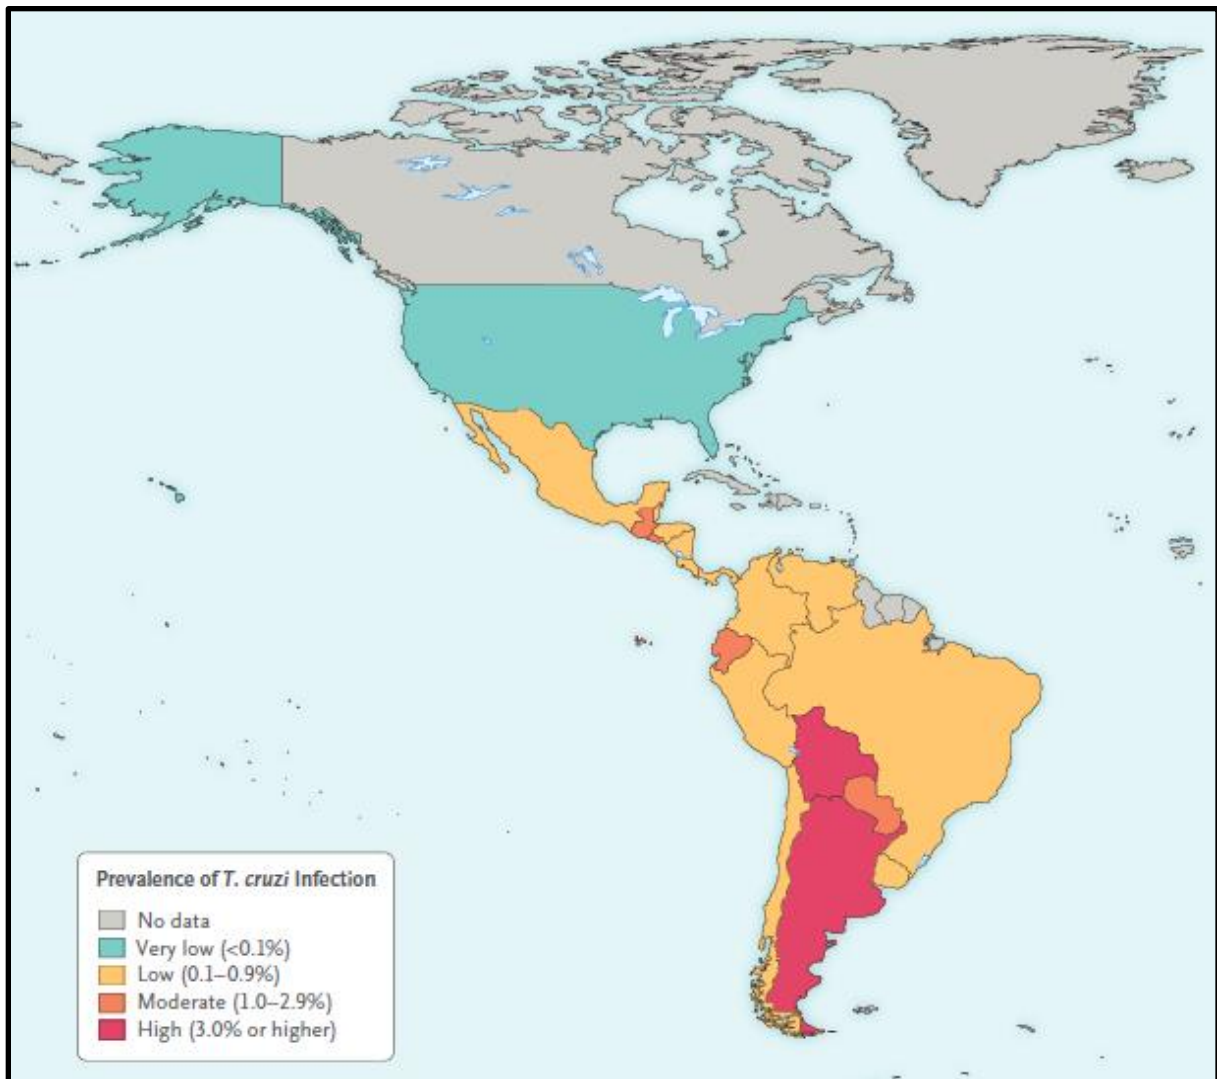 Prevalence of T. cruzi Infection
No data
Very low (<0.1%)
Low (0.1–0.9%)
Moderate (1.0–2.9%)
High (3.0% or higher)